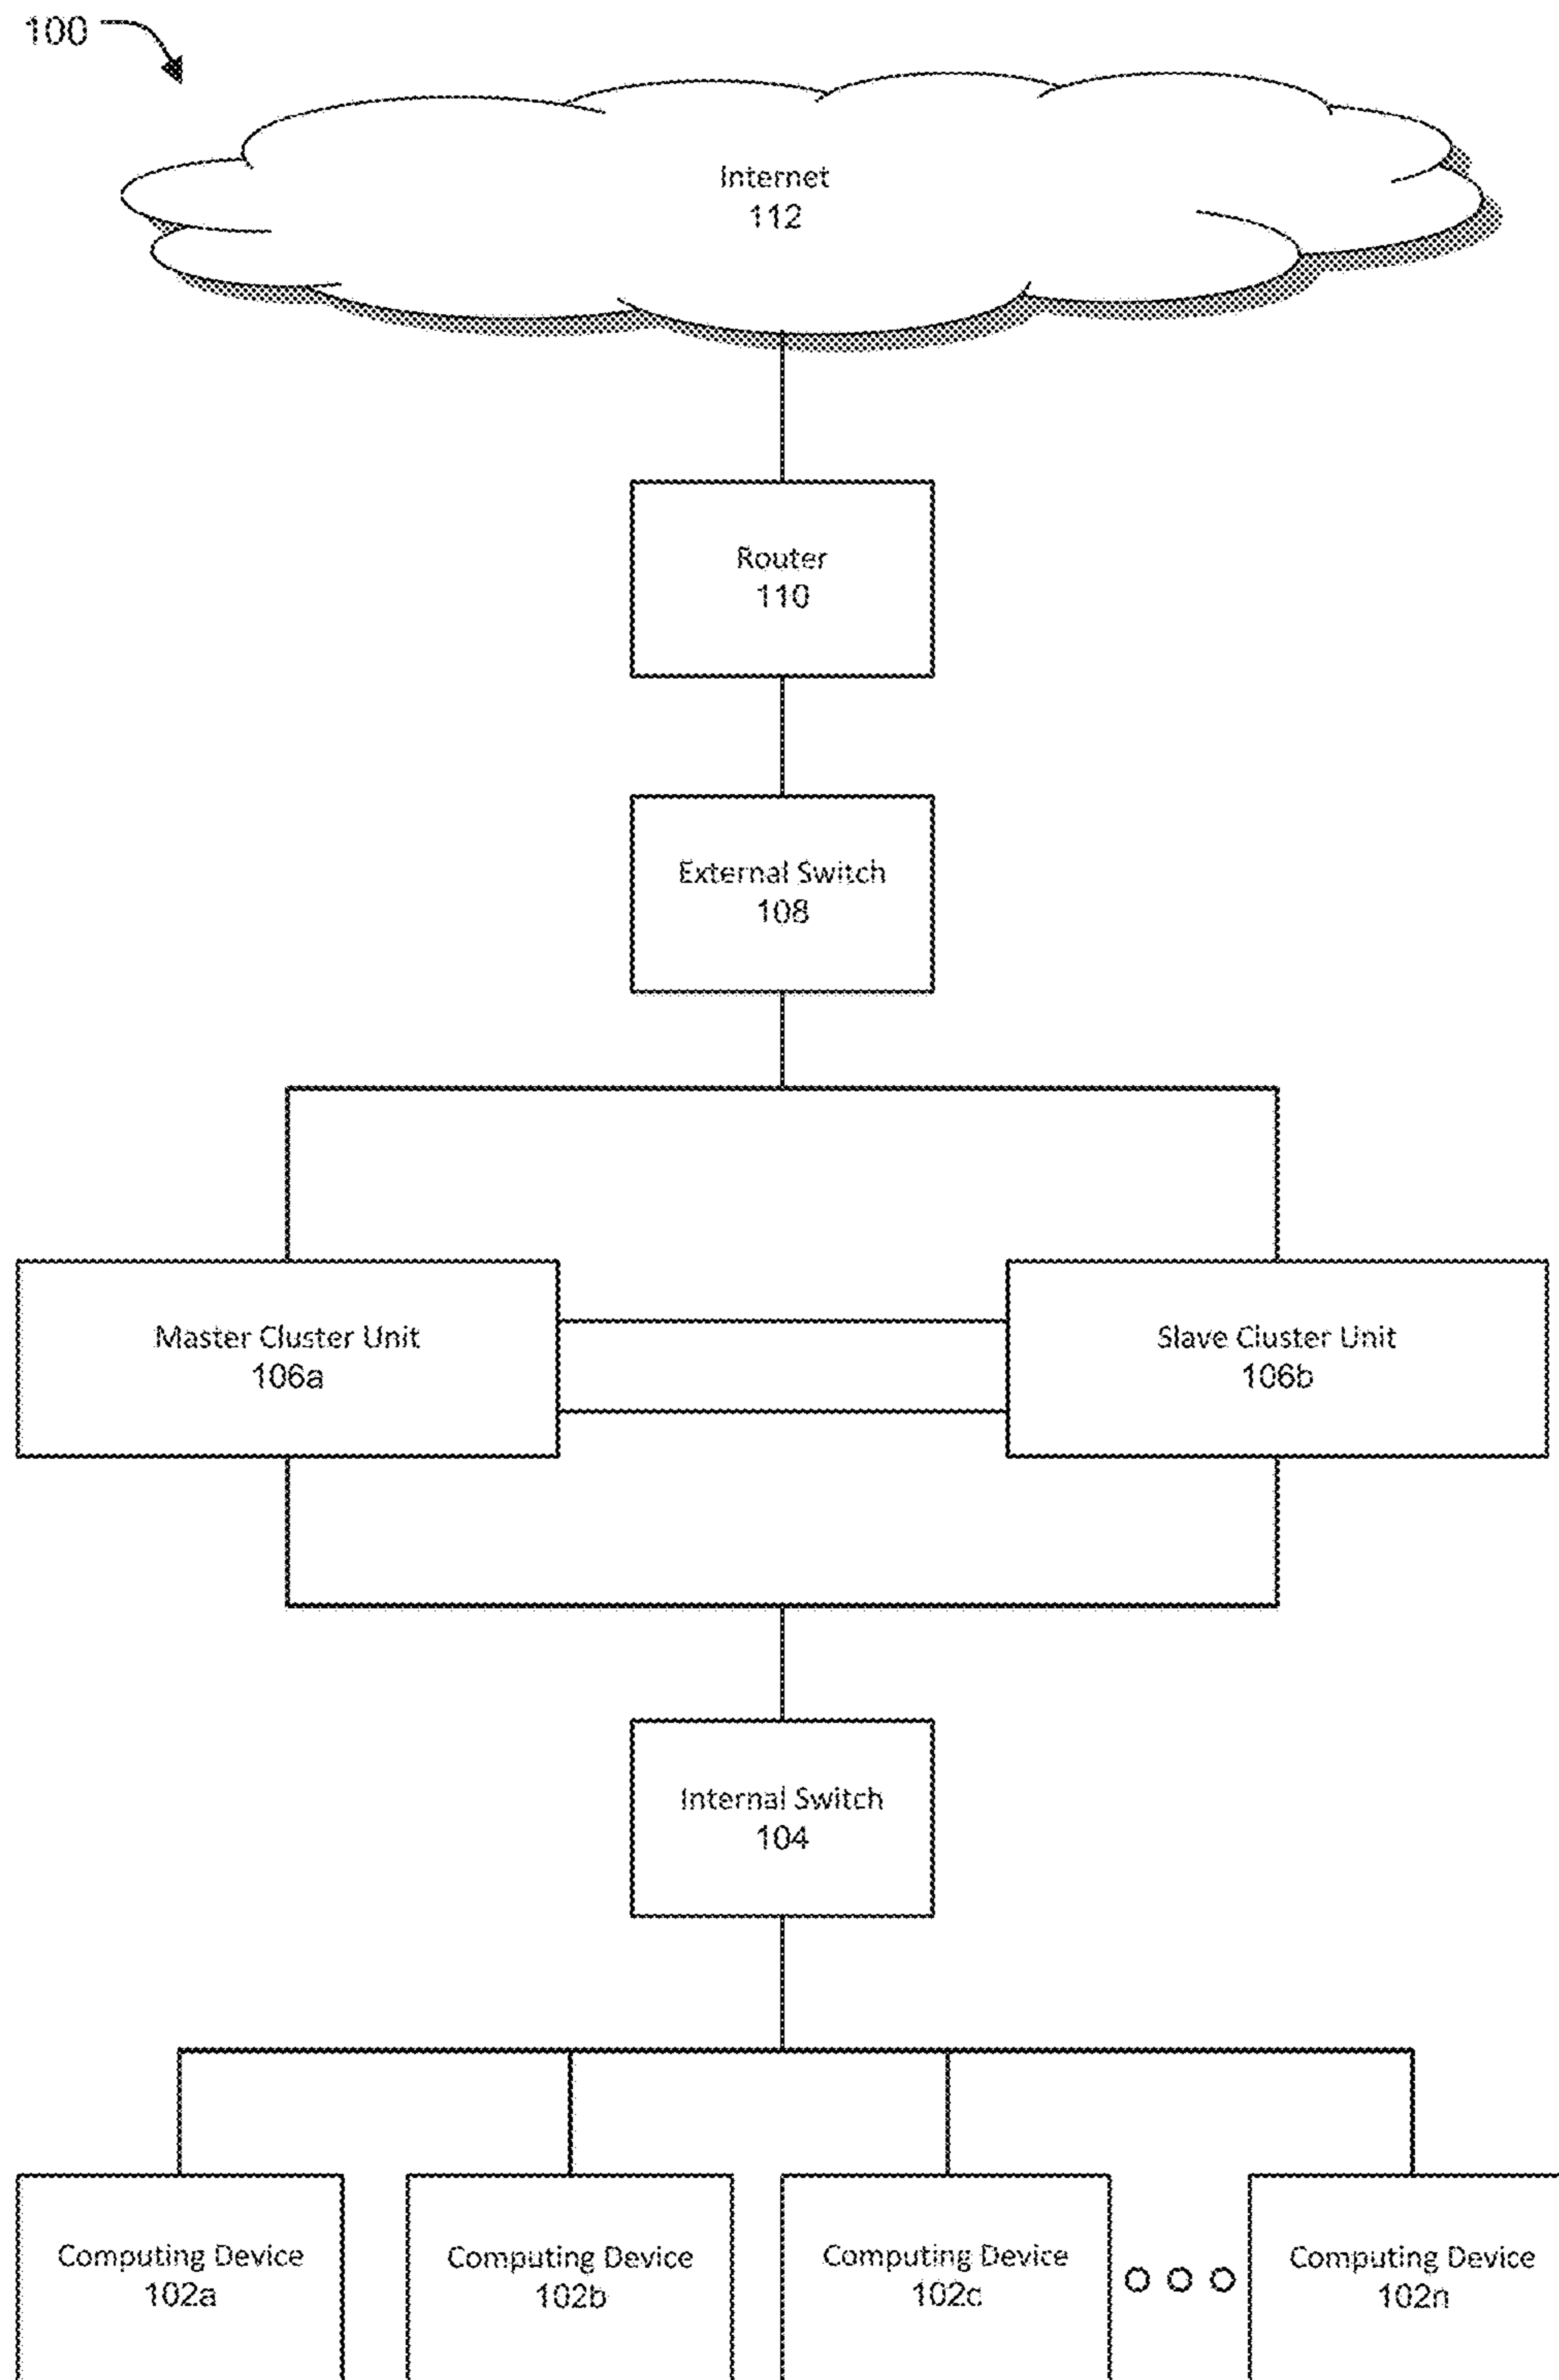 100
Internet
112
Router
110
External Switch
108
Master Cluster Unit
106a
Slave Cluster Unit
106b
Internal Switch
104
Computing Device
102a
Computing Device
102b
Computing Device
102c
Computing Device
102n